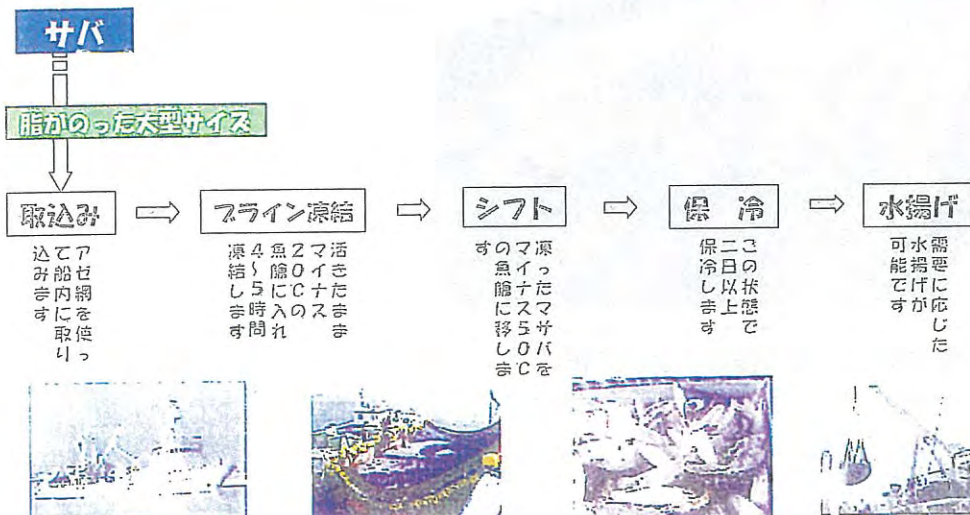 サバ
脂がのった大型サイズ
取込み
アゼ網を使っ
て船内に取り
込みます
ブライン凍結
活きたまま
マイナス
20℃の
魚艙に入れ
4～5時間
凍結します
シフト
凍ったマサバを
マイナス50℃
の魚艙に移しま
す
保 冷
この状態で
二日以上
保冷します
水揚げ
需要に応じた
水揚げが
可能です